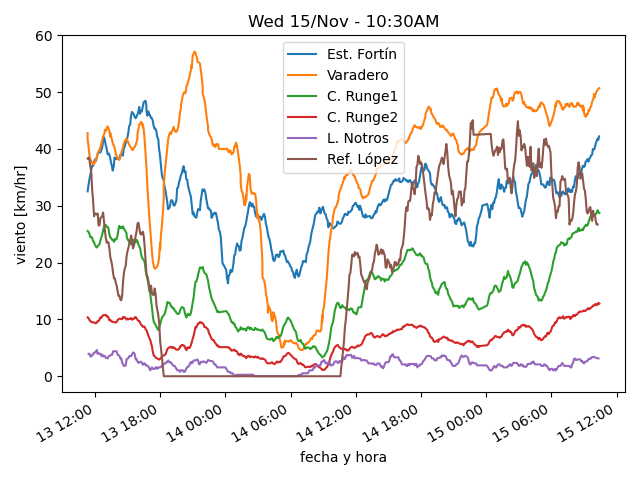 Wed 15/Nov - 10:30AM
viento [km/hr]
60
50
40
30
20
10
0
Est. Fortín
Varadero
C. Runge1
C. Runge2
L. Notros
Ref. López
13 12:00
13 18:00
14 00:00
14 06:00
14 12:00
14 18:00
15 00:00
15 06:00
15 12:00
fecha y hora